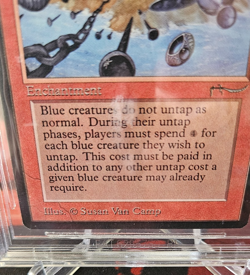 Enchantment
Blue creatures do not untap as
normal. During their untap
phases, players must spend for
each blue creature they wish to
untap. This cost must be paid in
addition to any other untap cost a
given blue creature may already
require.
Illus. © Susan Van Camp